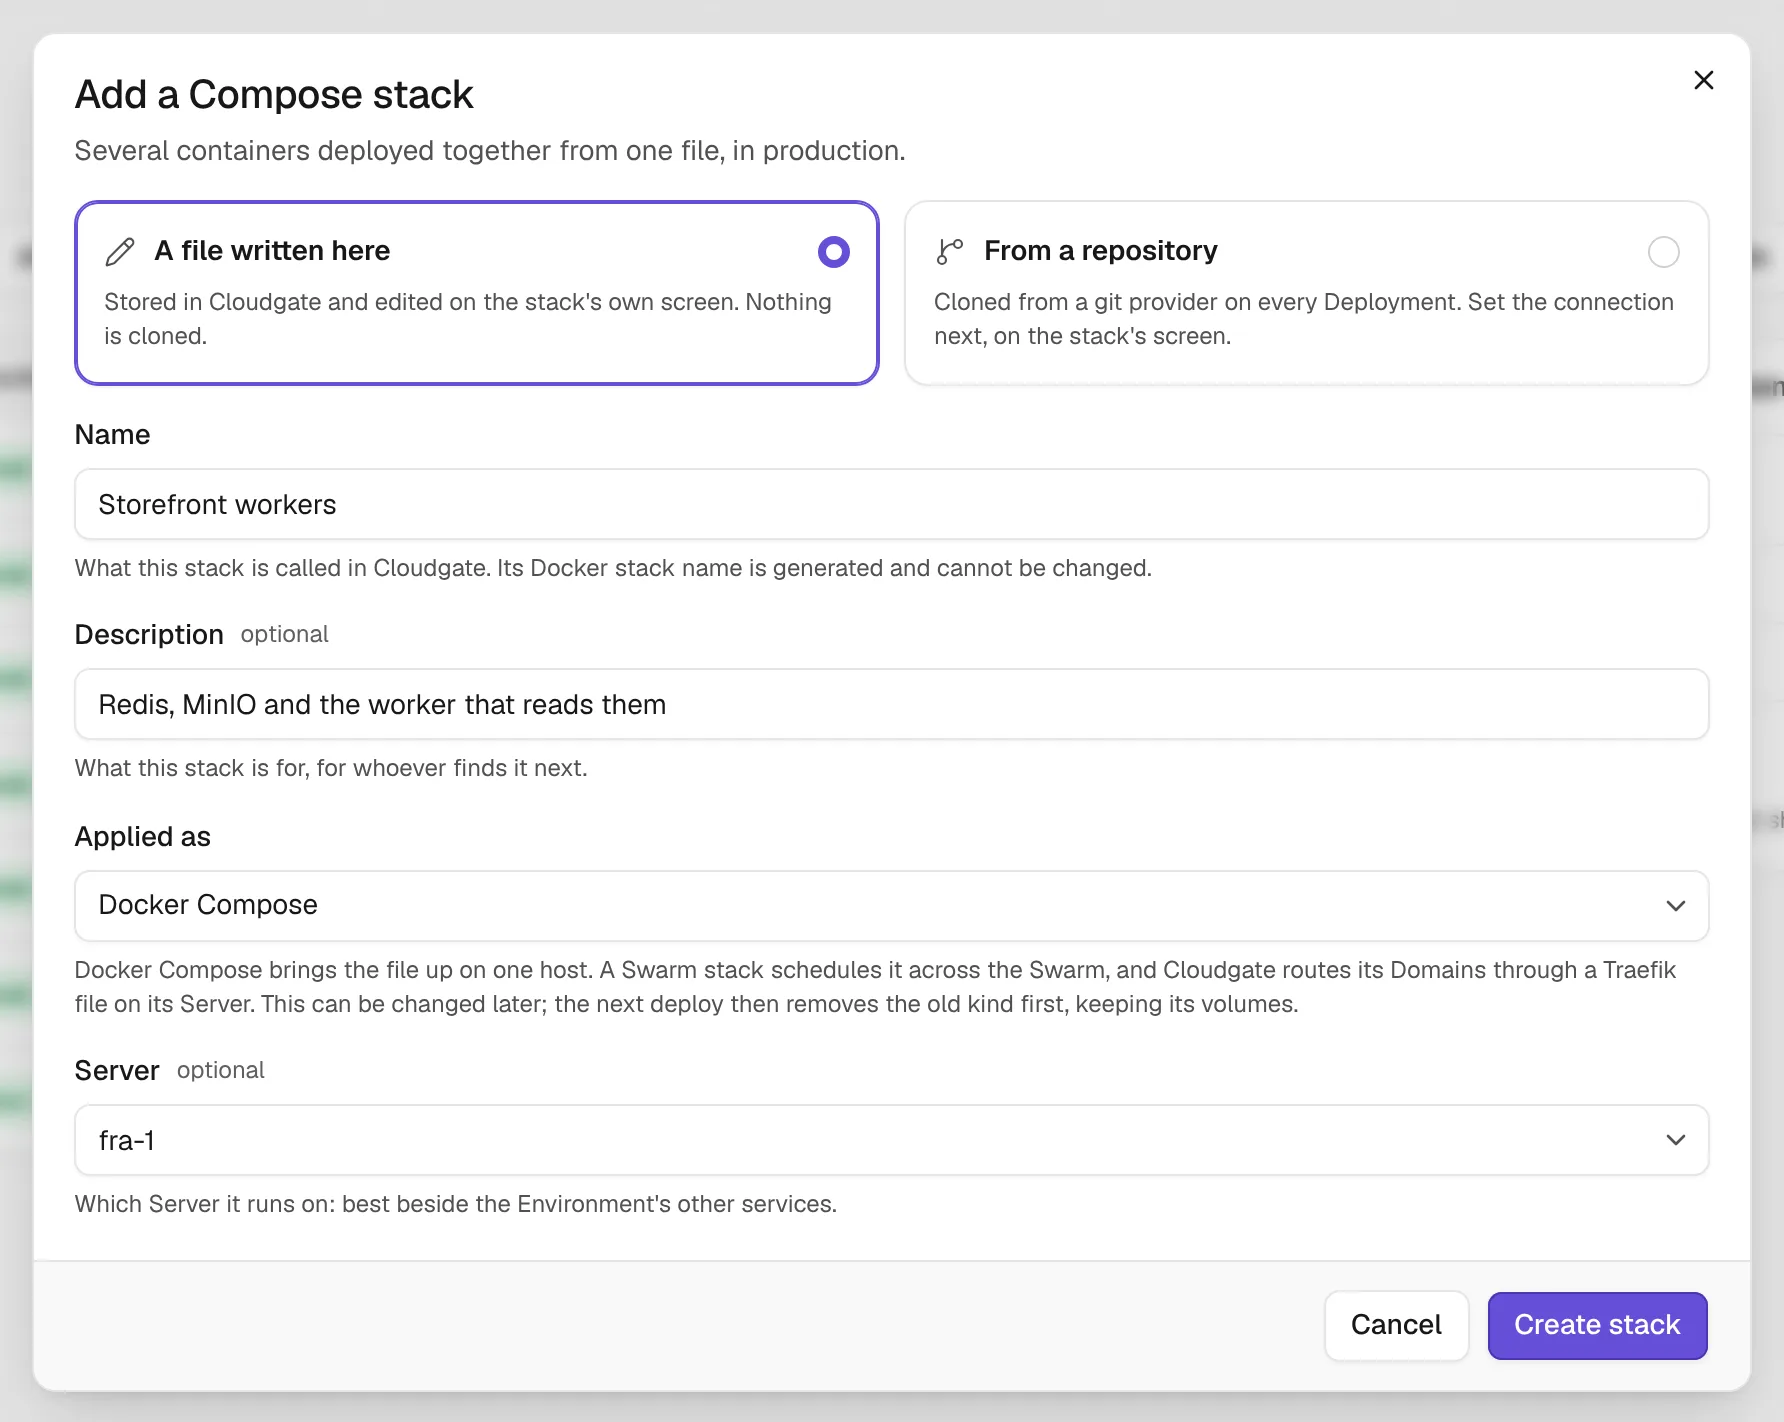 Add a Compose stack
Several containers deployed together from one file, in production.
A file written here
Stored in Cloudgate and edited on the stack's own screen. Nothing
is cloned.
From a repository
Cloned from a git provider on every Deployment. Set the connection
next, on the stack's screen.
Name
Storefront workers
What this stack is called in Cloudgate. Its Docker stack name is generated and cannot be changed.
Description optional
Redis, MinIO and the worker that reads them
What this stack is for, for whoever finds it next.
Applied as
Docker Compose
Docker Compose brings the file up on one host. A Swarm stack schedules it across the Swarm, and Cloudgate routes its Domains through a Traefik
file on its Server. This can be changed later; the next deploy then removes the old kind first, keeping its volumes.
Server optional
fra-1
Which Server it runs on: best beside the Environment's other services.
Cancel
Create stack